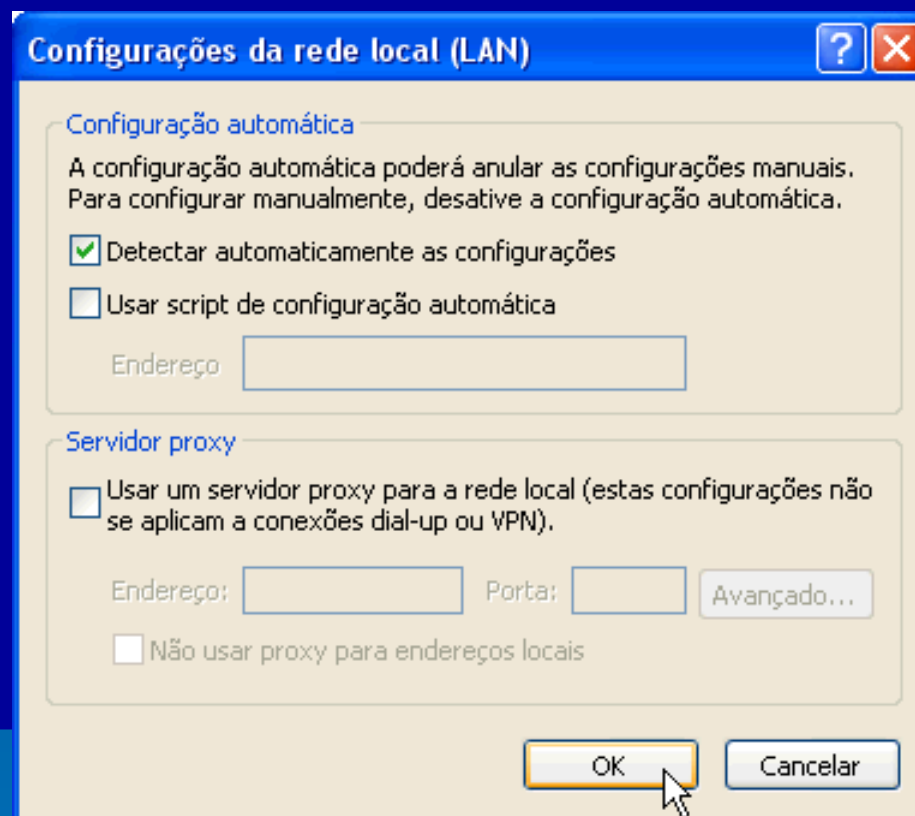 Configurações da rede local (LAN)
Configuração automática
A configuração automática poderá anular as configurações manuais.
Para configurar manualmente, desative a configuração automática.
Detectar automaticamente as configurações
Usar script de configuração automática
Endereço
Servidor proxy
Usar um servidor proxy para a rede local (estas configurações não
se aplicam a conexões dial-up ou VPN).
Endereço: Porta: Avançado...
Não usar proxy para endereços locais
OK Cancelar